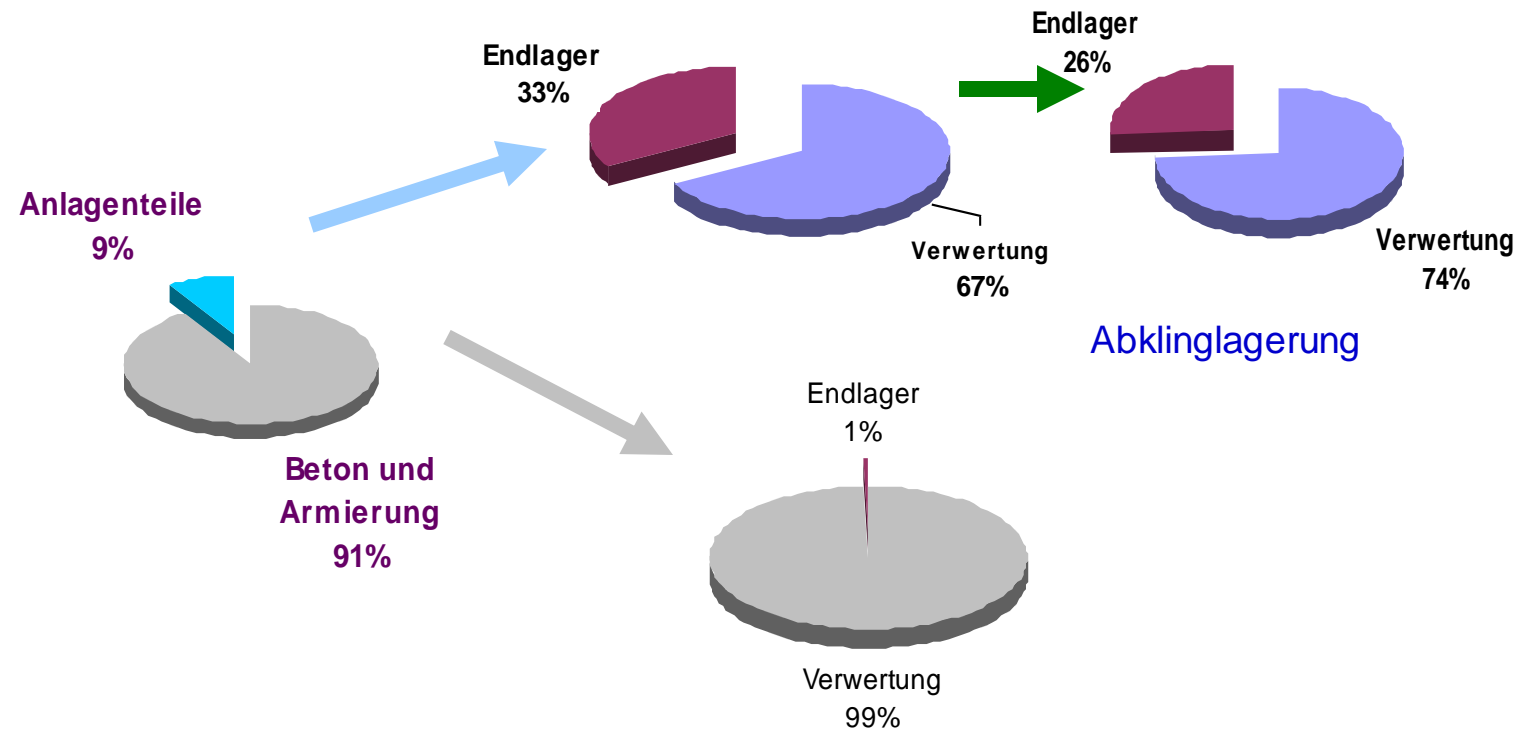 Endlager
33%
Endlager
26%
Anlagenteile
9%
Verwertung
67%
Verwertung
74%
Abklinglagerung
Beton und
Armierung
91%
Endlager
1%
Verwertung
99%